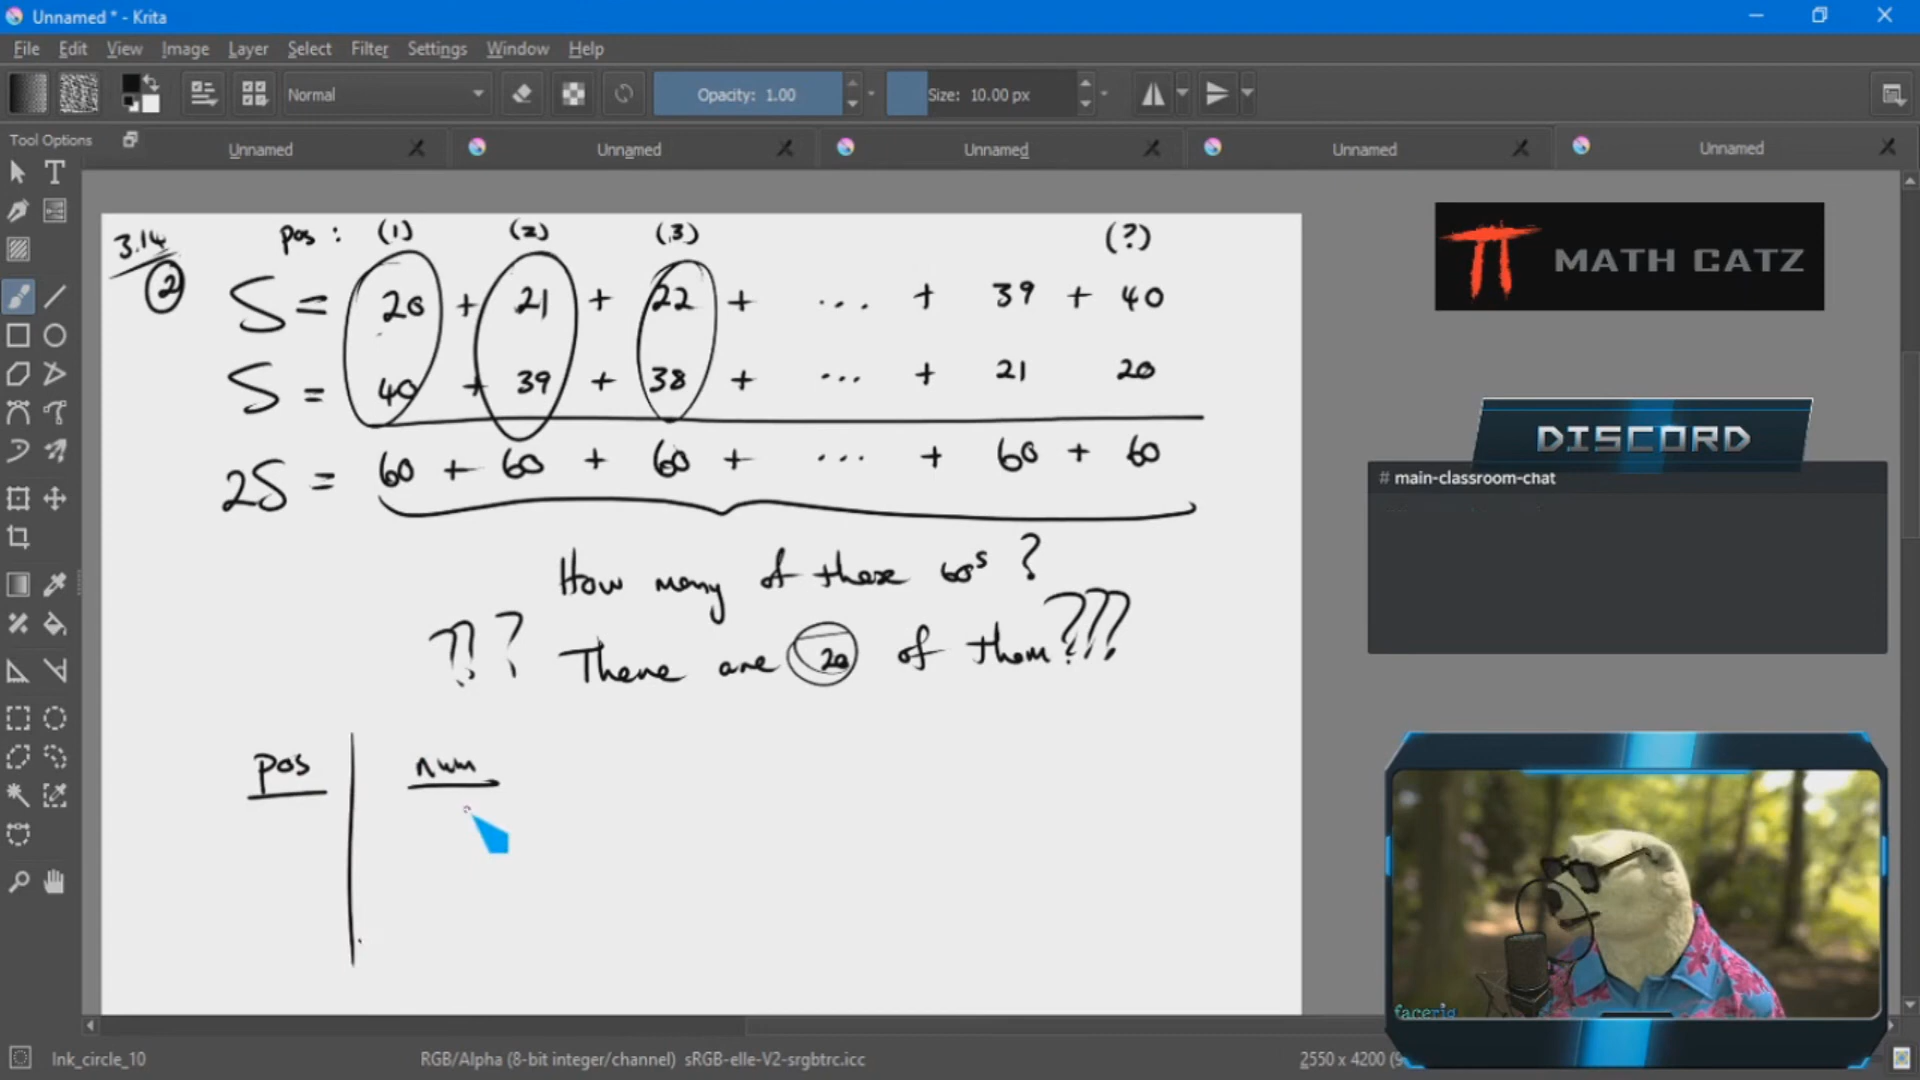 Unnamed * - Krita
File Edit View Image Layer Select Filter Settings Window Help
Normal Opacity: 1.00 Size: 10.00 px
Tool Options Unnamed Unnamed Unnamed Unnamed Unnamed
3.14 pos : (1) (2) (3) (?)
2
S = 20 + 21 + 22 + ... + 39 + 40
S = 40 + 39 + 38 + ... + 21 20
2S = 60 + 60 + 60 + ... + 60 + 60
How many of these 60s ?
??? There are 20 of them ???
pos num
MATH CATZ
DISCORD
# main-classroom-chat
facerig
Ink_circle_10 RGB/Alpha (8-bit integer/channel) sRGB-elle-V2-srgbtrc.icc 2550 x 4200